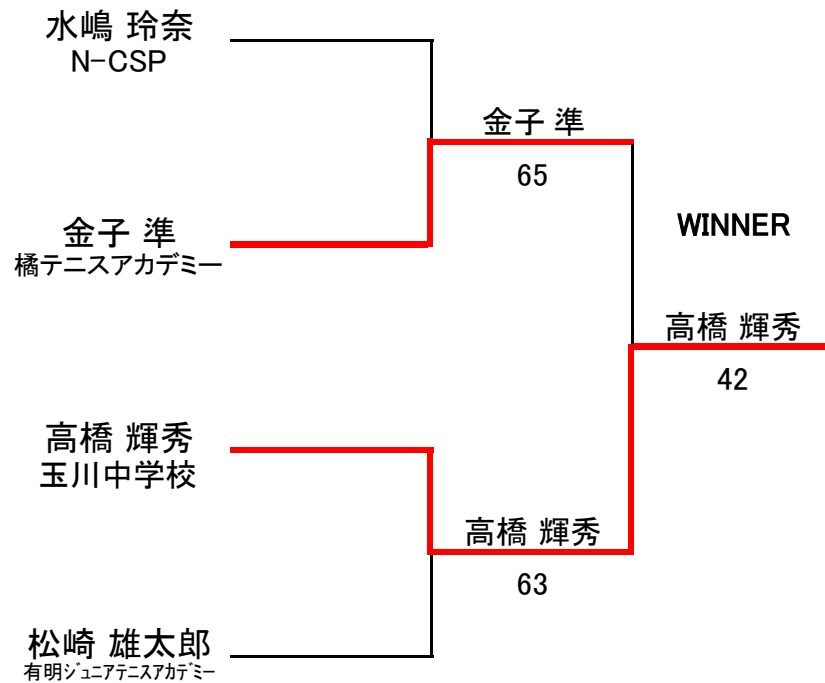 水嶋 玲奈
N-CSP
金子 準
65
金子 準
橘テニスアカデミー
WINNER
高橋 輝秀
42
高橋 輝秀
玉川中学校
高橋 輝秀
63
松崎 雄太郎
有明ｼﾞｭﾆｱﾃﾆｽｱｶﾃﾞﾐｰ